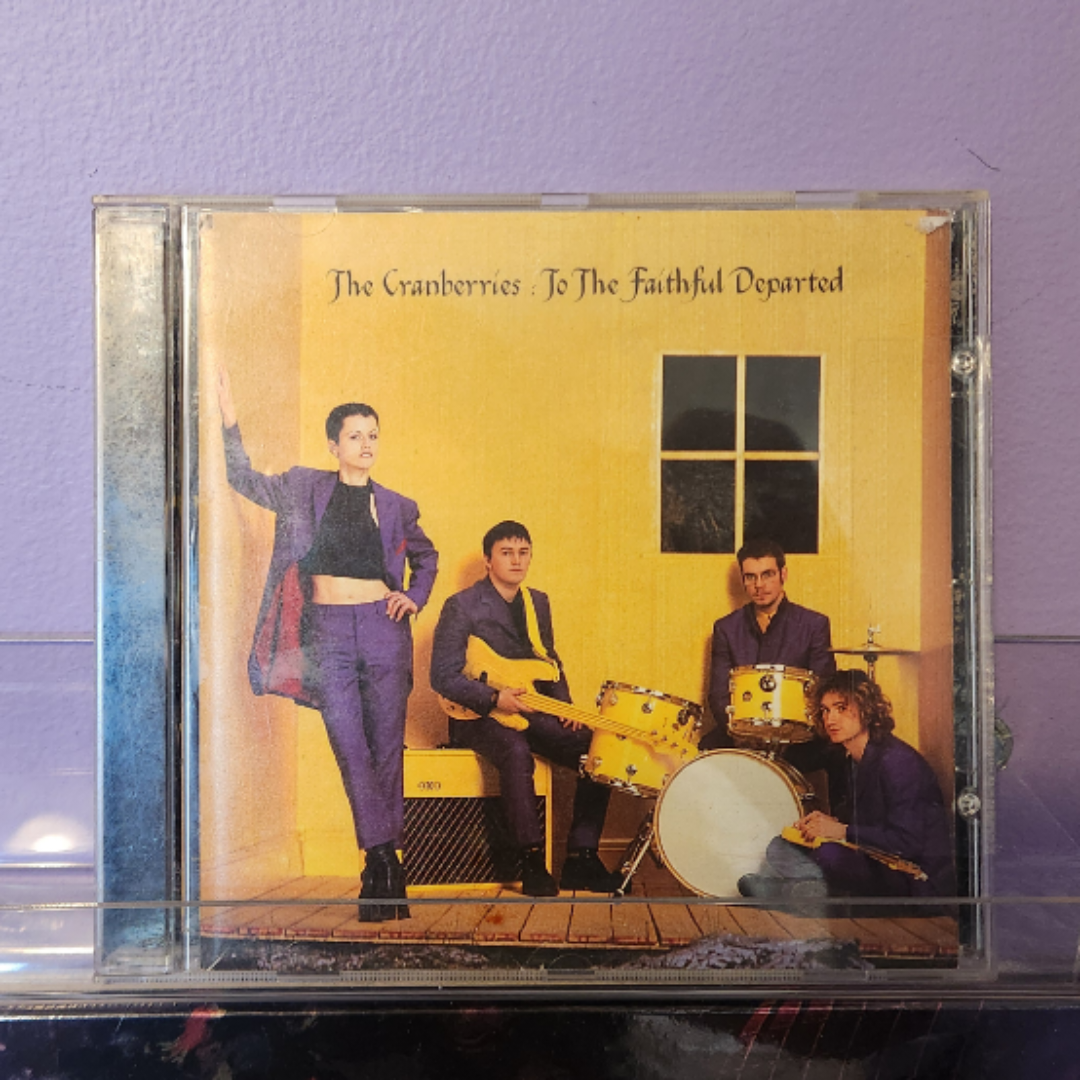 The Cranberries : To The Faithful Departed